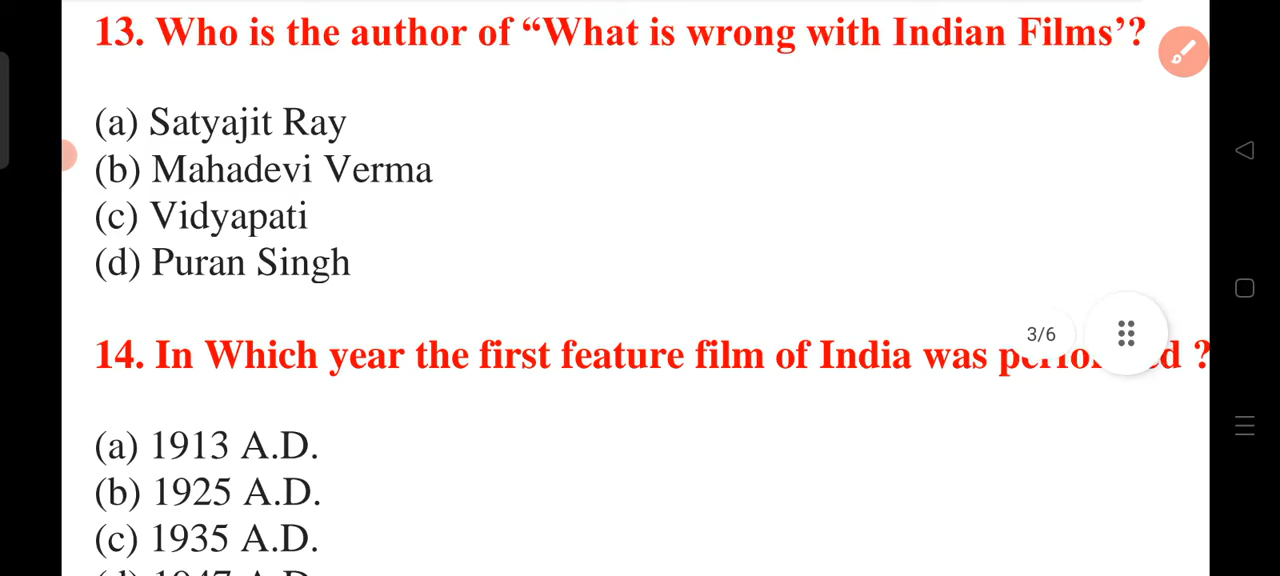 13. Who is the author of “What is wrong with Indian Films’?
(a) Satyajit Ray
(b) Mahadevi Verma
(c) Vidyapati
(d) Puran Singh
3/6
14. In Which year the first feature film of India was ?
(a) 1913 A.D.
(b) 1925 A.D.
(c) 1935 A.D.